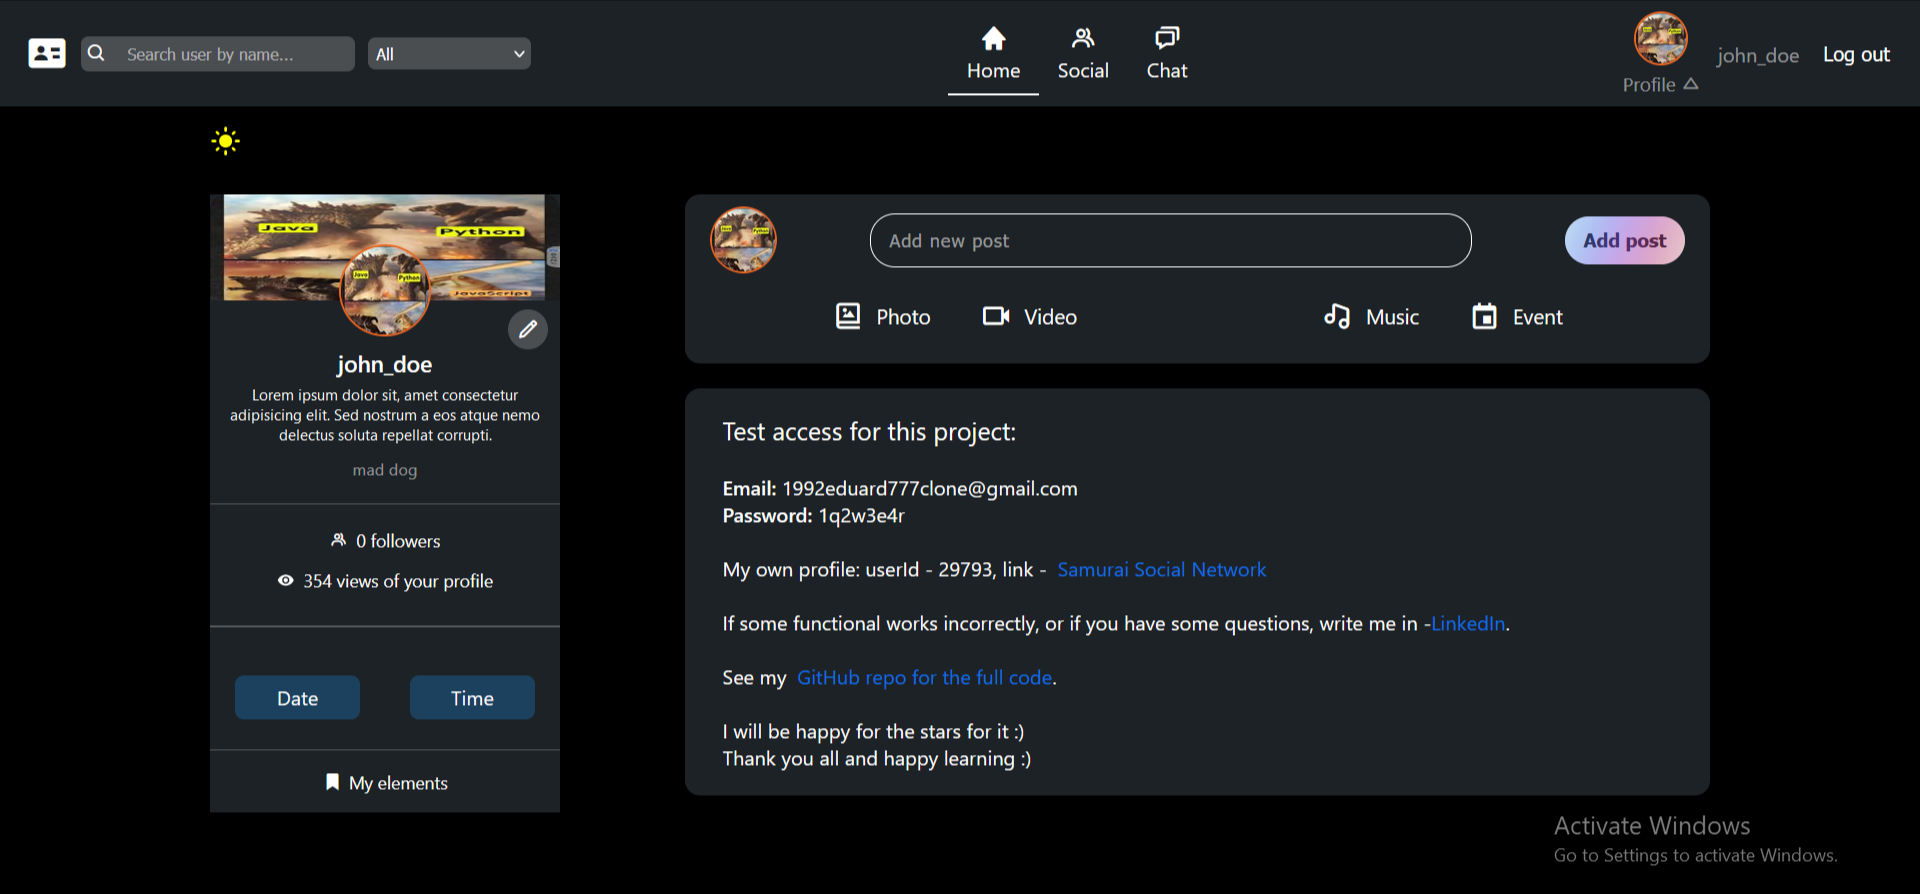 Search user by name...
All
Home
Social
Chat
Profile
john_doe
Log out
Java
Python
JavaScript
john_doe
Lorem ipsum dolor sit, amet consectetur
adipisicing elit. Sed nostrum a eos atque nemo
delectus soluta repellat corrupti.
mad dog
0 followers
354 views of your profile
Date
Time
My elements
Add new post
Add post
Photo
Video
Music
Event
Test access for this project:
Email: 1992eduard777clone@gmail.com
Password: 1q2w3e4r
My own profile: userId - 29793, link - Samurai Social Network
If some functional works incorrectly, or if you have some questions, write me in -LinkedIn.
See my GitHub repo for the full code.
I will be happy for the stars for it :)
Thank you all and happy learning :)
Activate Windows
Go to Settings to activate Windows.